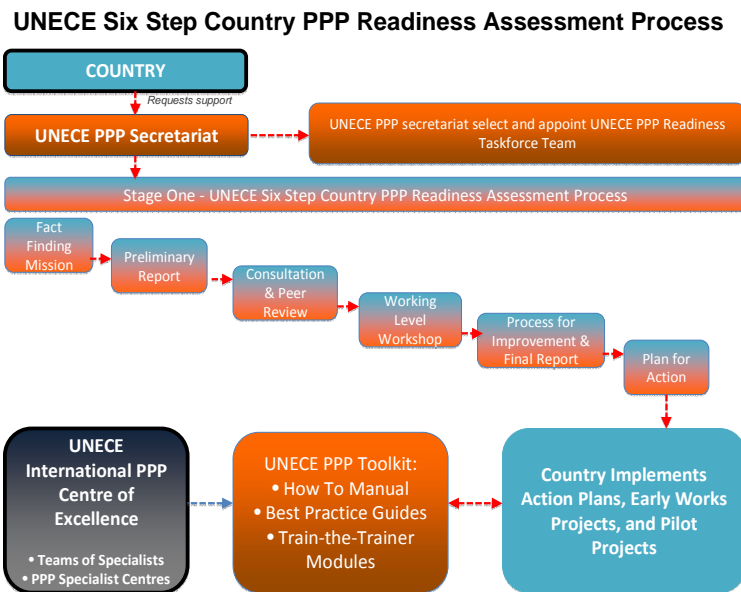 UNECE Six Step Country PPP Readiness Assessment Process
COUNTRY
Requests support
UNECE PPP Secretariat
UNECE PPP secretariat select and appoint UNECE PPP Readiness
Taskforce Team
Stage One - UNECE Six Step Country PPP Readiness Assessment Process
Fact
Finding
Mission
Preliminary
Report
Consultation
& Peer
Review
Working
Level
Workshop
Process for
Improvement &
Final Report
Plan for
Action
UNECE
International PPP
Centre of
Excellence
• Teams of Specialists
• PPP Specialist Centres
UNECE PPP Toolkit:
• How To Manual
• Best Practice Guides
• Train-the-Trainer
Modules
Country Implements
Action Plans, Early Works
Projects, and Pilot
Projects